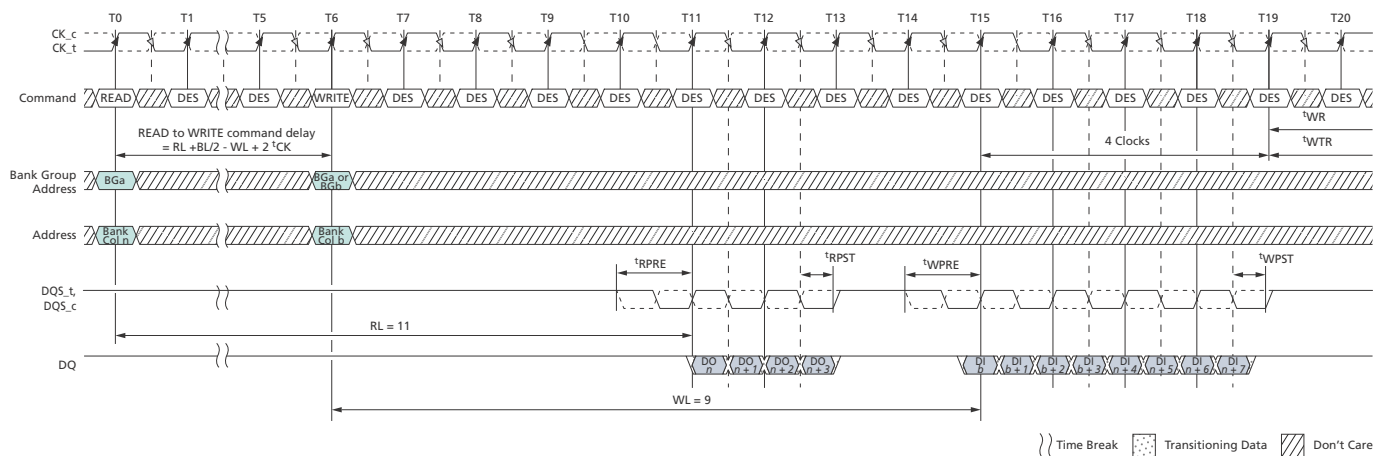 T0 T1 T5 T6 T7 T8 T9 T10 T11 T12 T13 T14 T15 T16 T17 T18 T19 T20
CK_c
CK_t
Command READ DES DES WRITE DES DES DES DES DES DES DES DES DES DES DES DES DES DES
READ to WRITE command delay
= RL +BL/2 - WL + 2 tCK
tWR
4 Clocks
tWTR
Bank Group
Address
BGa
BGa or
BGb
Address
Bank
Col n
Bank
Col b
tRPRE tRPST tWPRE tWPST
DQS_t,
DQS_c
RL = 11
DQ
DO
n
DO
n + 1
DO
n + 2
DO
n + 3
DI
b
DI
b + 1
DI
b + 2
DI
b + 3
DI
n + 4
DI
n + 5
DI
n + 6
DI
n + 7
WL = 9
Time Break Transitioning Data Don't Care